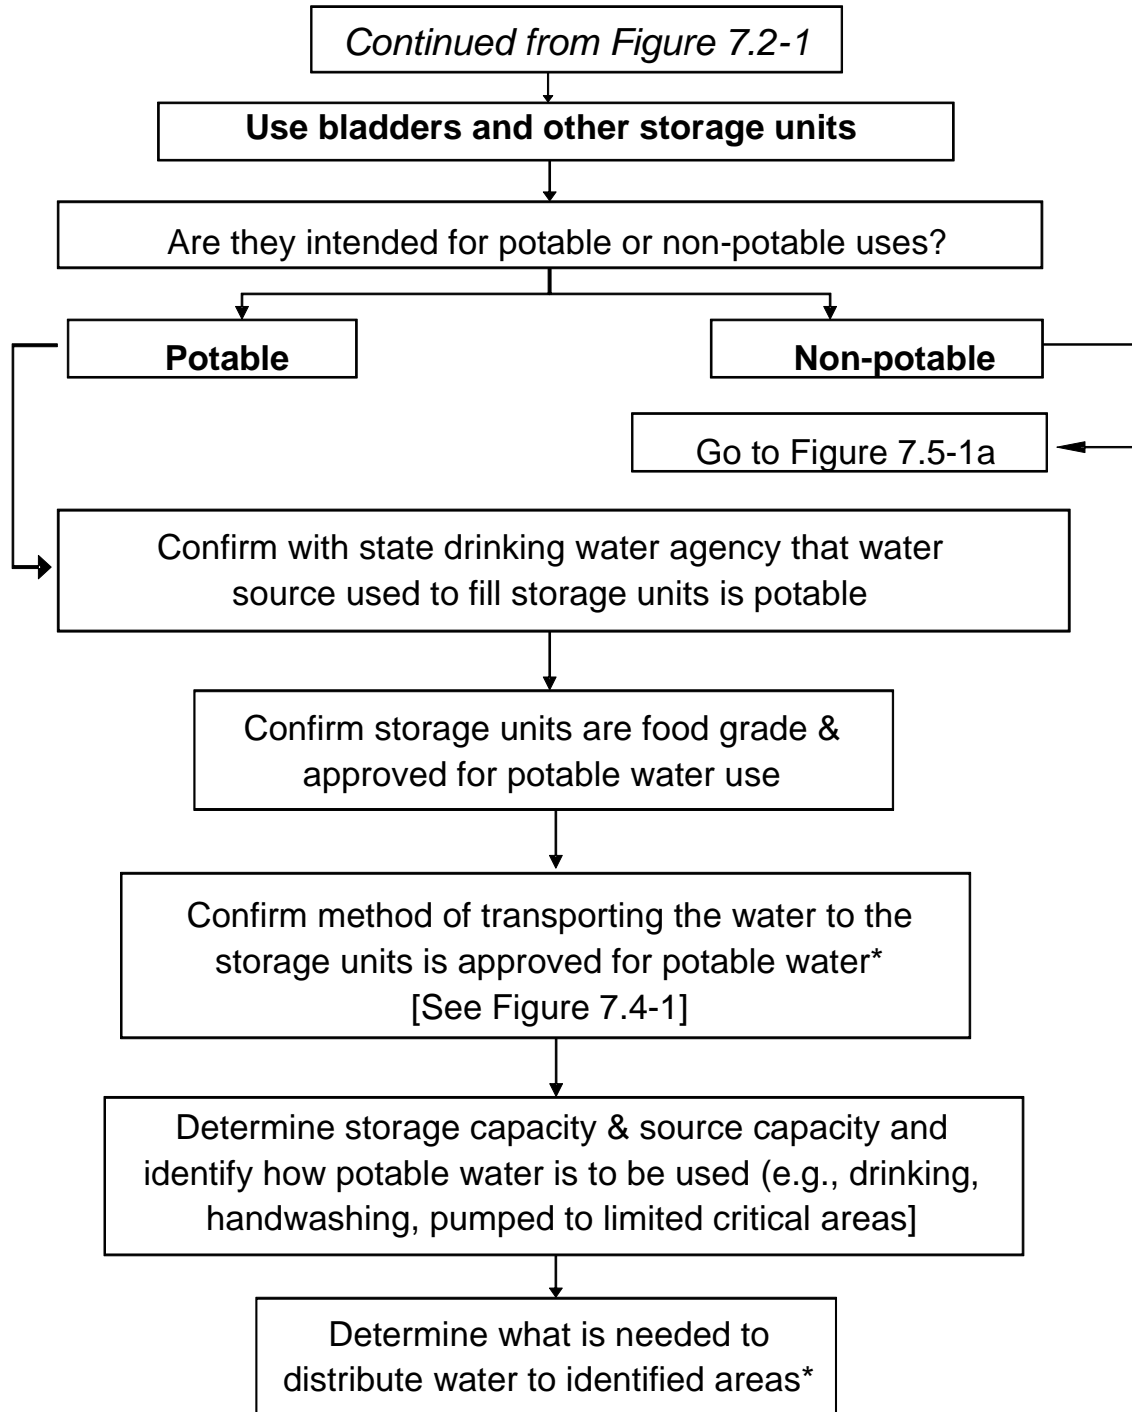 Continued from Figure 7.2-1
Use bladders and other storage units
Are they intended for potable or non-potable uses?
Potable
Non-potable
Go to Figure 7.5-1a
Confirm with state drinking water agency that water
source used to fill storage units is potable
Confirm storage units are food grade &
approved for potable water use
Confirm method of transporting the water to the
storage units is approved for potable water*
[See Figure 7.4-1]
Determine storage capacity & source capacity and
identify how potable water is to be used (e.g., drinking,
handwashing, pumped to limited critical areas]
Determine what is needed to
distribute water to identified areas*